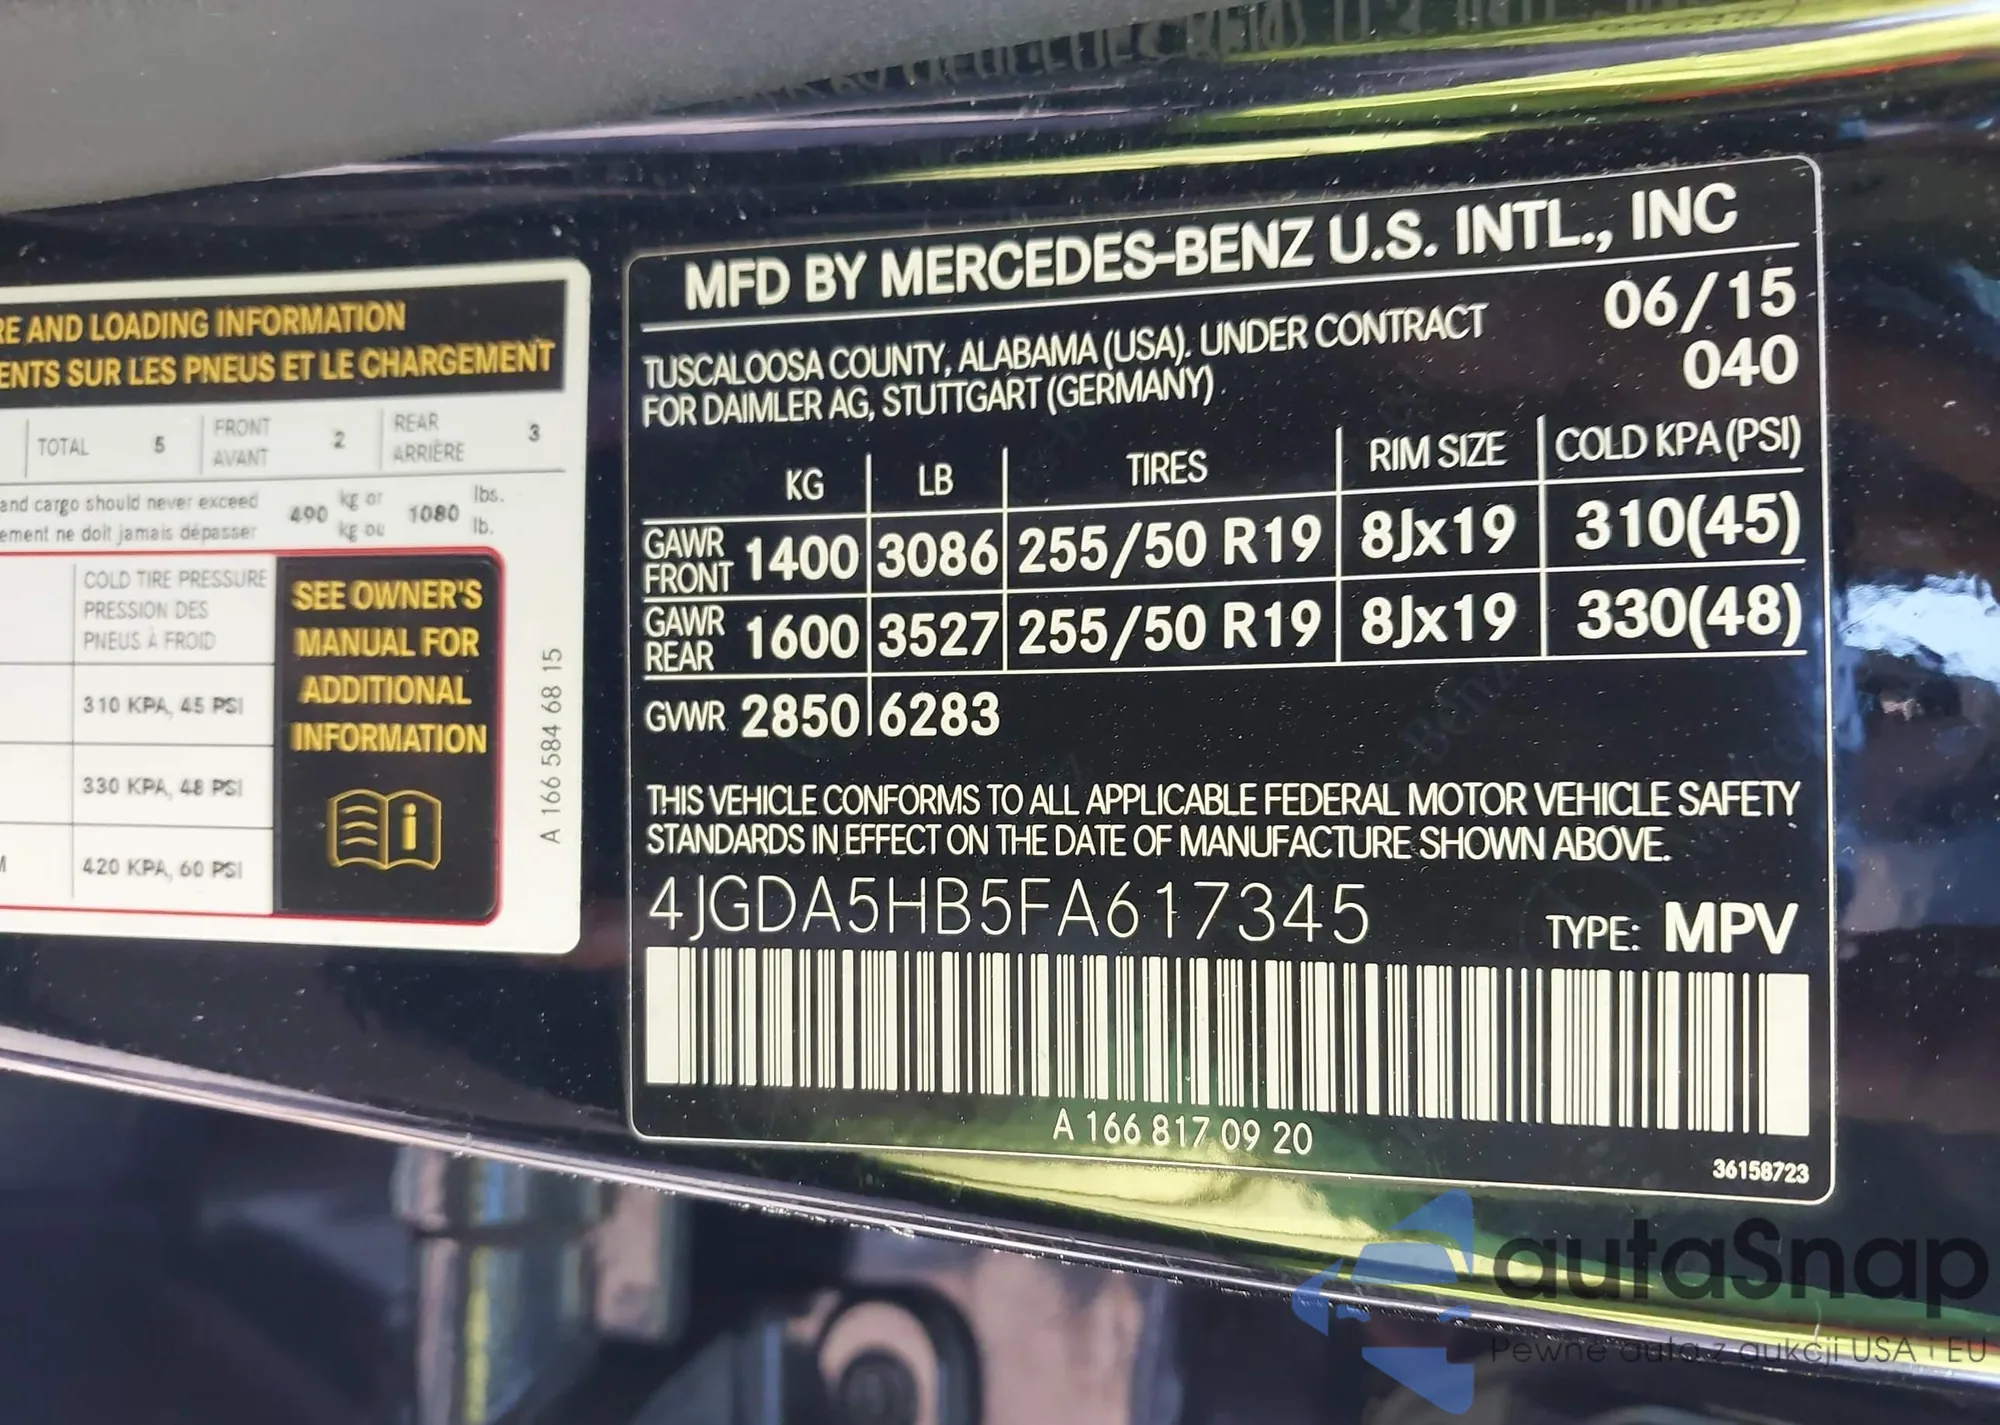 RE AND LOADING INFORMATION
ENTS SUR LES PNEUS ET LE CHARGEMENT
TOTAL 5 FRONT AVANT 2 REAR ARRIÈRE 3
and cargo should never exceed 490 kg or 1080 lbs.
ement ne doit jamais dépasser kg ou lb.
COLD TIRE PRESSURE
PRESSION DES
PNEUS À FROID
310 KPA, 45 PSI
330 KPA, 48 PSI
420 KPA, 60 PSI
SEE OWNER'S
MANUAL FOR
ADDITIONAL
INFORMATION
A 166 584 68 15
MFD BY MERCEDES-BENZ U.S. INTL., INC
TUSCALOOSA COUNTY, ALABAMA (USA). UNDER CONTRACT 06/15
FOR DAIMLER AG, STUTTGART (GERMANY) 040
KG LB TIRES RIM SIZE COLD KPA (PSI)
GAWR FRONT 1400 3086 255/50 R19 8Jx19 310(45)
GAWR REAR 1600 3527 255/50 R19 8Jx19 330(48)
GVWR 2850 6283
THIS VEHICLE CONFORMS TO ALL APPLICABLE FEDERAL MOTOR VEHICLE SAFETY
STANDARDS IN EFFECT ON THE DATE OF MANUFACTURE SHOWN ABOVE.
4JGDA5HB5FA617345 TYPE: MPV
A 166 817 09 20
36158723
autaSnap
Pewne auta z aukcji USA i EU